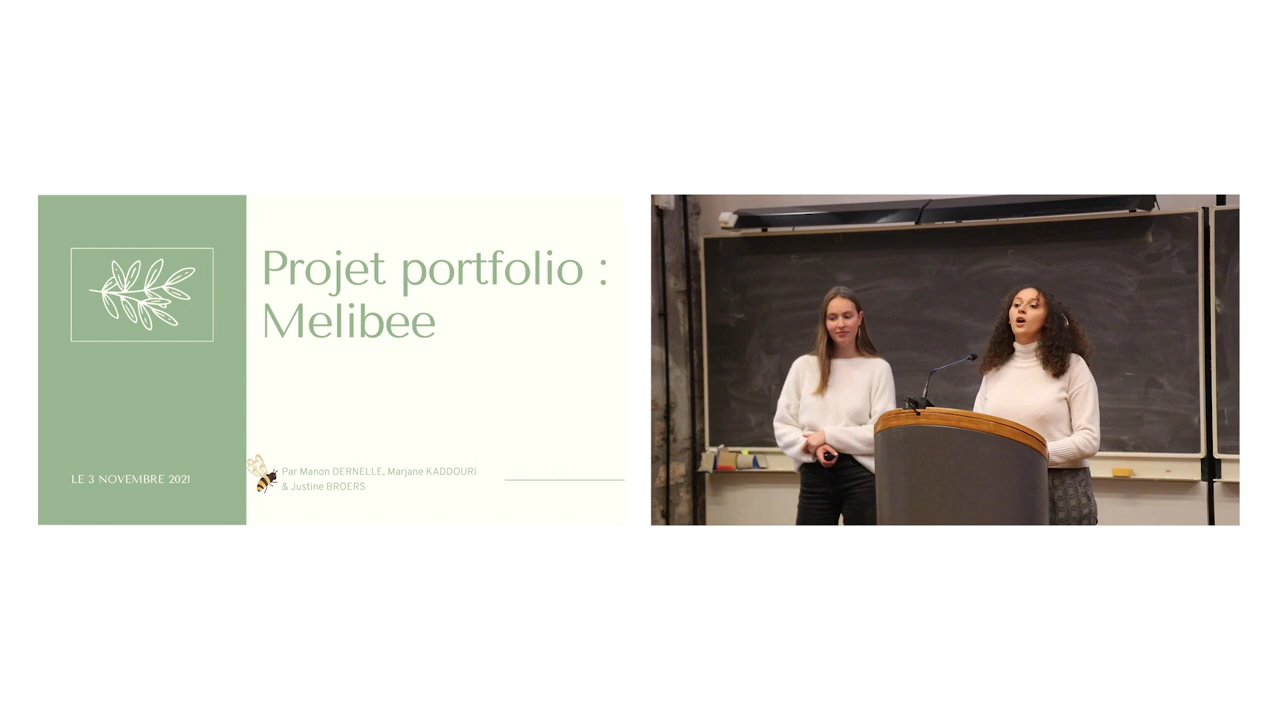 Projet portfolio :
Melibee
LE 3 NOVEMBRE 2021
Par Manon DERNELLE, Marjane KADDOURI
& Justine BROERS